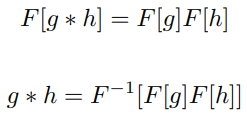 F[g ∗ h] = F[g]F[h]
g ∗ h = F⁻¹[F[g]F[h]]